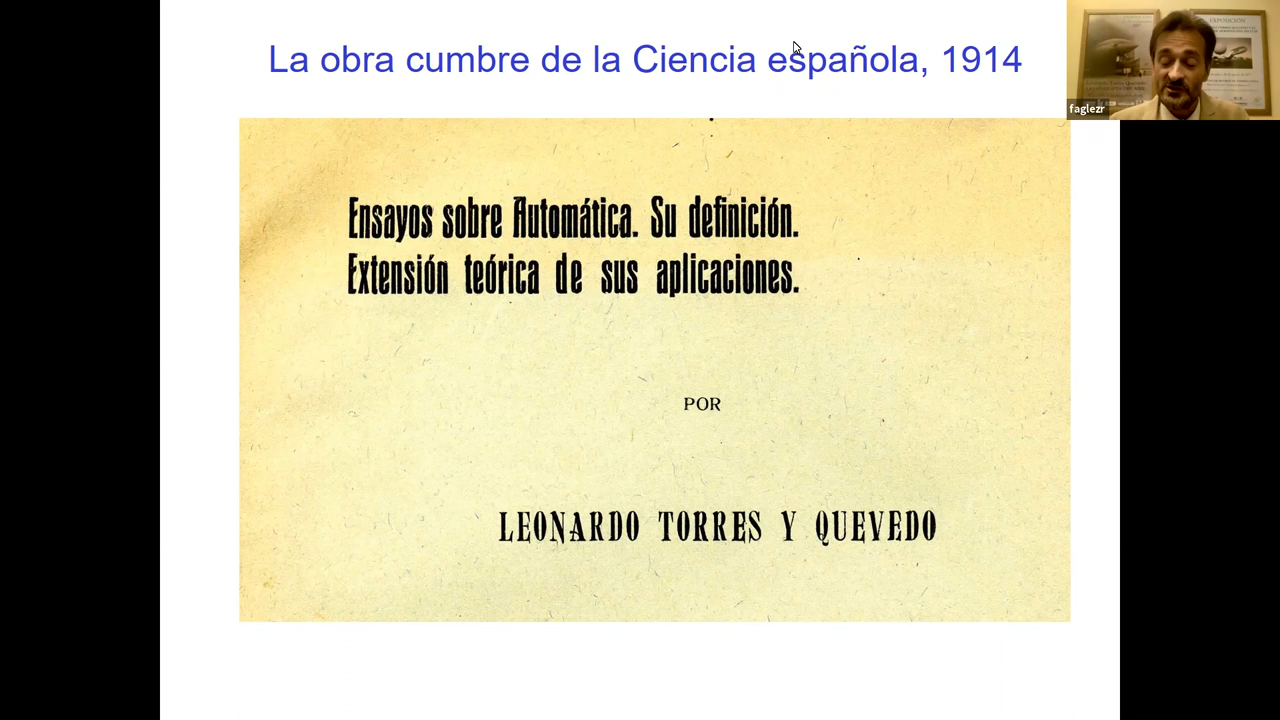 La obra cumbre de la Ciencia española, 1914
EXPOSICIÓN
faglezr
Ensayos sobre Automática. Su definición.
Extensión teórica de sus aplicaciones.
POR
LEONARDO TORRES Y QUEVEDO